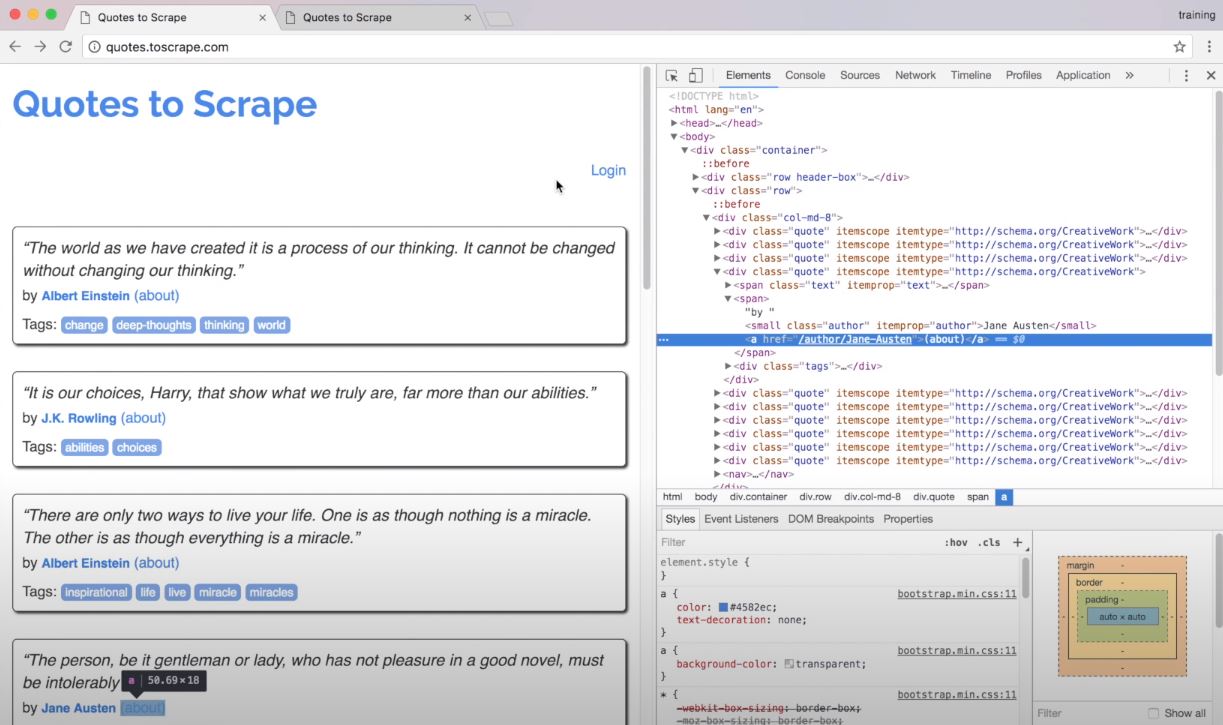 Quotes to Scrape × Quotes to Scrape × training
quotes.toscrape.com
Quotes to Scrape
Login
“The world as we have created it is a process of our thinking. It cannot be changed
without changing our thinking.”
by Albert Einstein (about)
Tags: change deep-thoughts thinking world
“It is our choices, Harry, that show what we truly are, far more than our abilities.”
by J.K. Rowling (about)
Tags: abilities choices
“There are only two ways to live your life. One is as though nothing is a miracle.
The other is as though everything is a miracle.”
by Albert Einstein (about)
Tags: inspirational life live miracle miracles
“The person, be it gentleman or lady, who has not pleasure in a good novel, must
be intolerably
a | 50.69×18
by Jane Austen (about)
Elements Console Sources Network Timeline Profiles Application »
<!DOCTYPE html>
<html lang="en">
▶<head>…</head>
▼<body>
▼<div class="container">
::before
▶<div class="row header-box">…</div>
▼<div class="row">
::before
▼<div class="col-md-8">
▶<div class="quote" itemscope itemtype="http://schema.org/CreativeWork">…</div>
▶<div class="quote" itemscope itemtype="http://schema.org/CreativeWork">…</div>
▶<div class="quote" itemscope itemtype="http://schema.org/CreativeWork">…</div>
▼<div class="quote" itemscope itemtype="http://schema.org/CreativeWork">
▶<span class="text" itemprop="text">…</span>
▼<span>
"by "
<small class="author" itemprop="author">Jane Austen</small>
… <a href="/author/Jane-Austen">(about)</a> == $0
</span>
▶<div class="tags">…</div>
</div>
▶<div class="quote" itemscope itemtype="http://schema.org/CreativeWork">…</div>
▶<div class="quote" itemscope itemtype="http://schema.org/CreativeWork">…</div>
▶<div class="quote" itemscope itemtype="http://schema.org/CreativeWork">…</div>
▶<div class="quote" itemscope itemtype="http://schema.org/CreativeWork">…</div>
▶<div class="quote" itemscope itemtype="http://schema.org/CreativeWork">…</div>
▶<div class="quote" itemscope itemtype="http://schema.org/CreativeWork">…</div>
▶<nav>…</nav>
</div>
html body div.container div.row div.col-md-8 div.quote span a
Styles Event Listeners DOM Breakpoints Properties
Filter :hov .cls +
element.style {
}
a { bootstrap.min.css:11
color: #4582ec;
text-decoration: none;
}
a { bootstrap.min.css:11
background-color: transparent;
}
* { bootstrap.min.css:11
-webkit-box-sizing: border-box;
-moz-box-sizing: border-box;
margin -
border -
padding -
- - - auto × auto - - -
-
-
-
Filter Show all